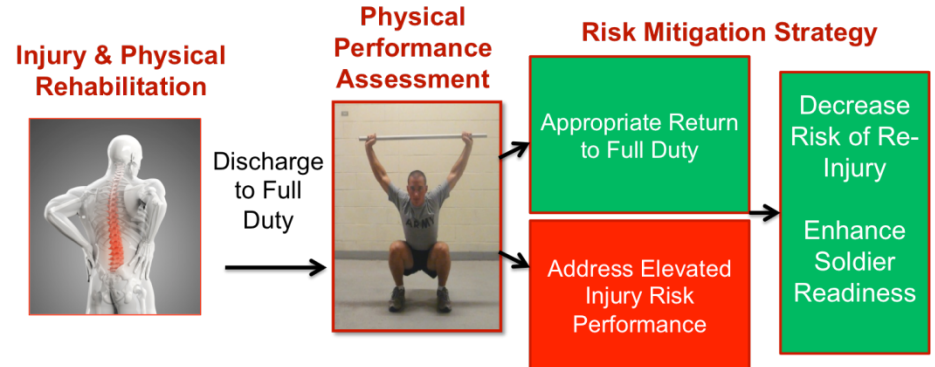 Injury & Physical
Rehabilitation
Discharge
to Full
Duty
Physical
Performance
Assessment
ARMY
Risk Mitigation Strategy
Appropriate Return
to Full Duty
Address Elevated
Injury Risk
Performance
Decrease
Risk of Re-
Injury
Enhance
Soldier
Readiness